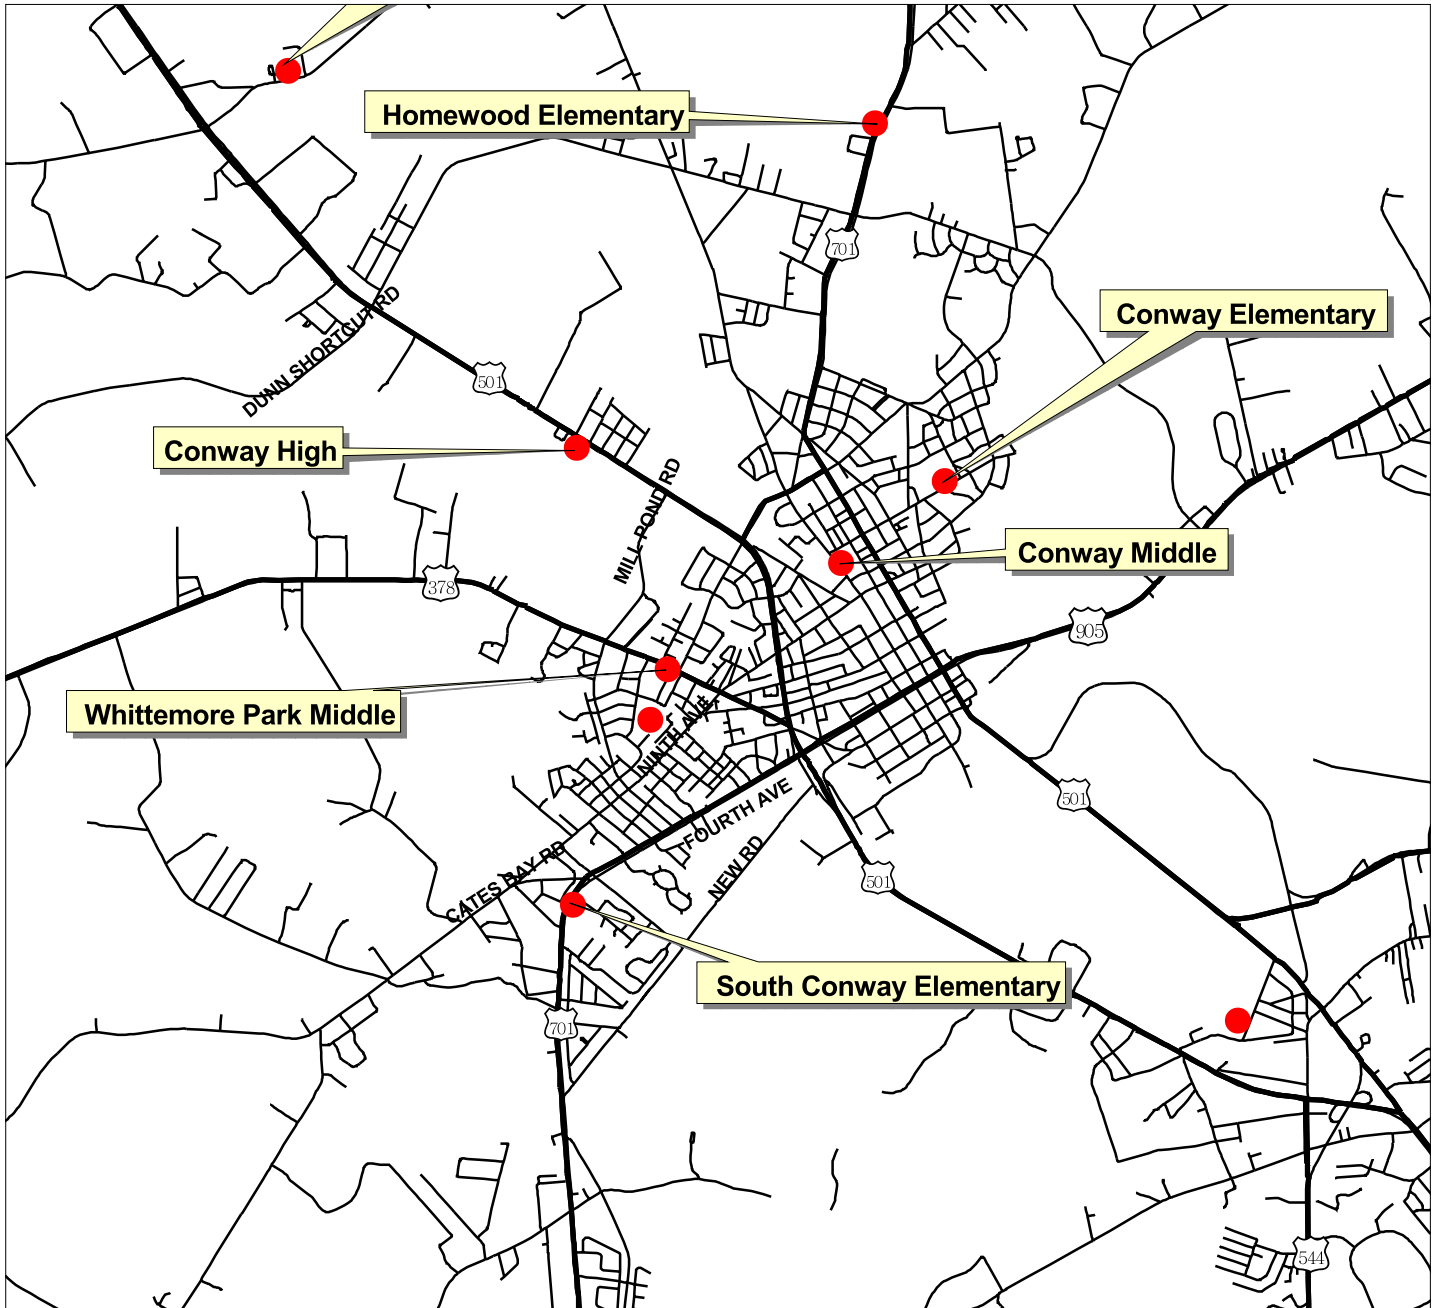 Homewood Elementary
701
Conway Elementary
DUNN SHORTCUT RD
501
Conway High
MILL POND RD
Conway Middle
378
905
Whittemore Park Middle
NINTH AVE
501
FOURTH AVE
CATES BAY RD
NEW RD
501
South Conway Elementary
701
544